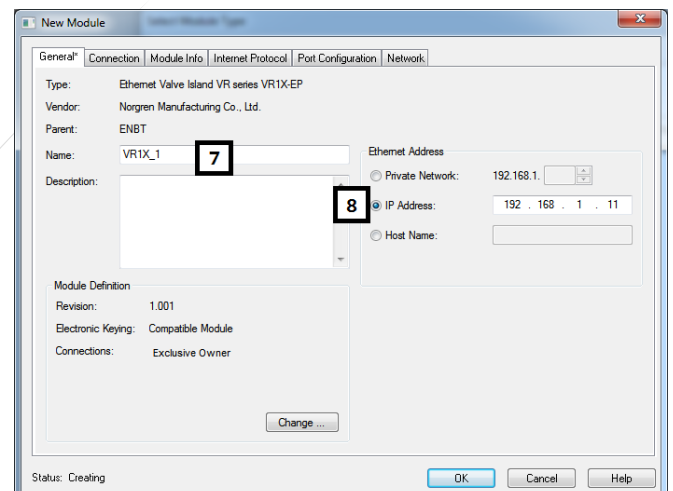 New Module
Select Module Type
General* Connection Module Info Internet Protocol Port Configuration Network
Type: Ethernet Valve Island VR series VR1X-EP
Vendor: Norgren Manufacturing Co., Ltd.
Parent: ENBT
Name: VR1X_1 7
Description:
Ethernet Address
Private Network: 192.168.1.
8 IP Address: 192 . 168 . 1 . 11
Host Name:
Module Definition
Revision: 1.001
Electronic Keying: Compatible Module
Connections: Exclusive Owner
Change ...
Status: Creating
OK Cancel Help